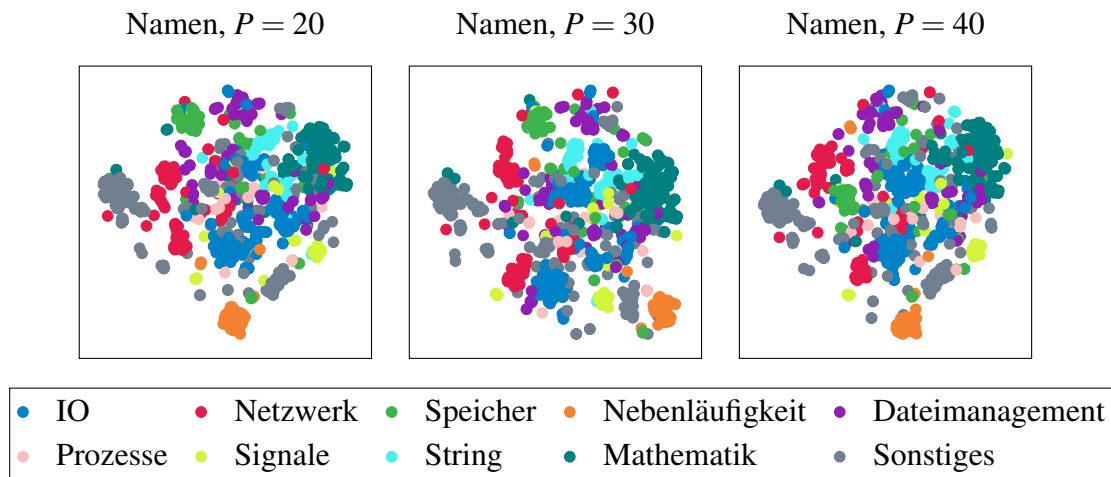 Namen, P = 20 Namen, P = 30 Namen, P = 40
IO Netzwerk Speicher Nebenläufigkeit Dateimanagement
Prozesse Signale String Mathematik Sonstiges